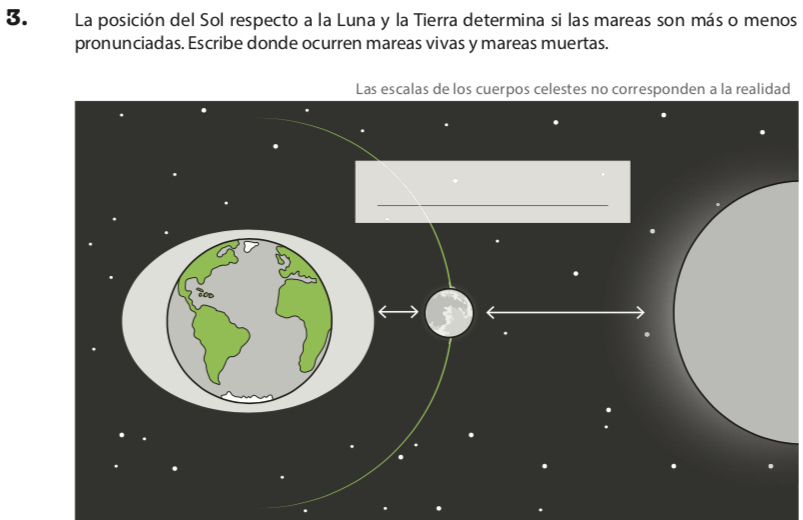 3.
La posición del Sol respecto a la Luna y la Tierra determina si las mareas son más o menos
pronunciadas. Escribe donde ocurren mareas vivas y mareas muertas.
Las escalas de los cuerpos celestes no corresponden a la realidad